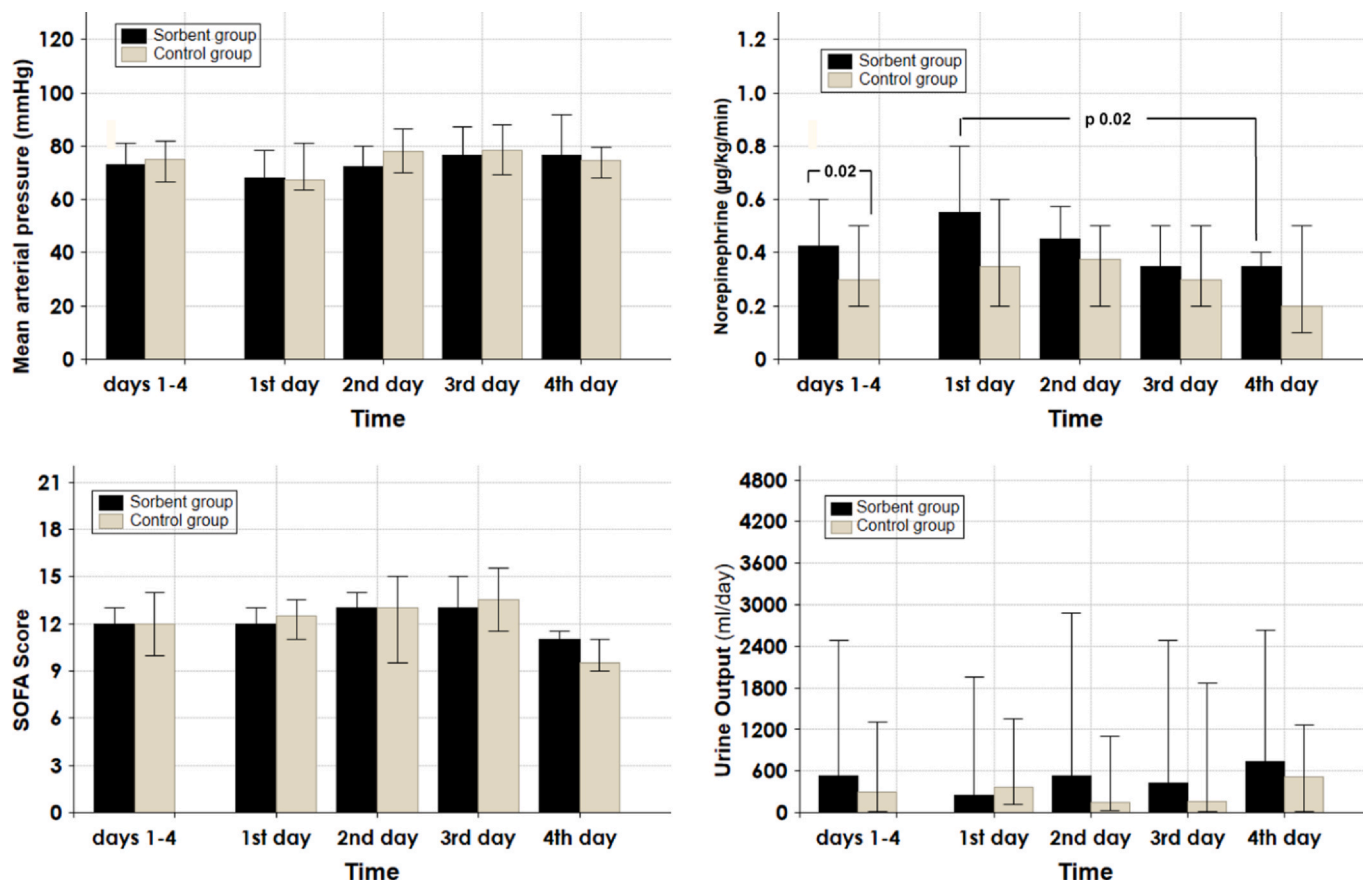 Mean arterial pressure (mmHg)
120
100
80
60
40
20
0
Sorbent group
Control group
days 1-4 1st day 2nd day 3rd day 4th day
Time
Norepinephrine (µg/kg/min)
1.2
1.0
0.8
0.6
0.4
0.2
0
Sorbent group
Control group
0.02
p 0.02
days 1-4 1st day 2nd day 3rd day 4th day
Time
SOFA Score
21
18
15
12
9
6
3
0
Sorbent group
Control group
days 1-4 1st day 2nd day 3rd day 4th day
Time
Urine Output (ml/day)
4800
4200
3600
3000
2400
1800
1200
600
0
Sorbent group
Control group
days 1-4 1st day 2nd day 3rd day 4th day
Time